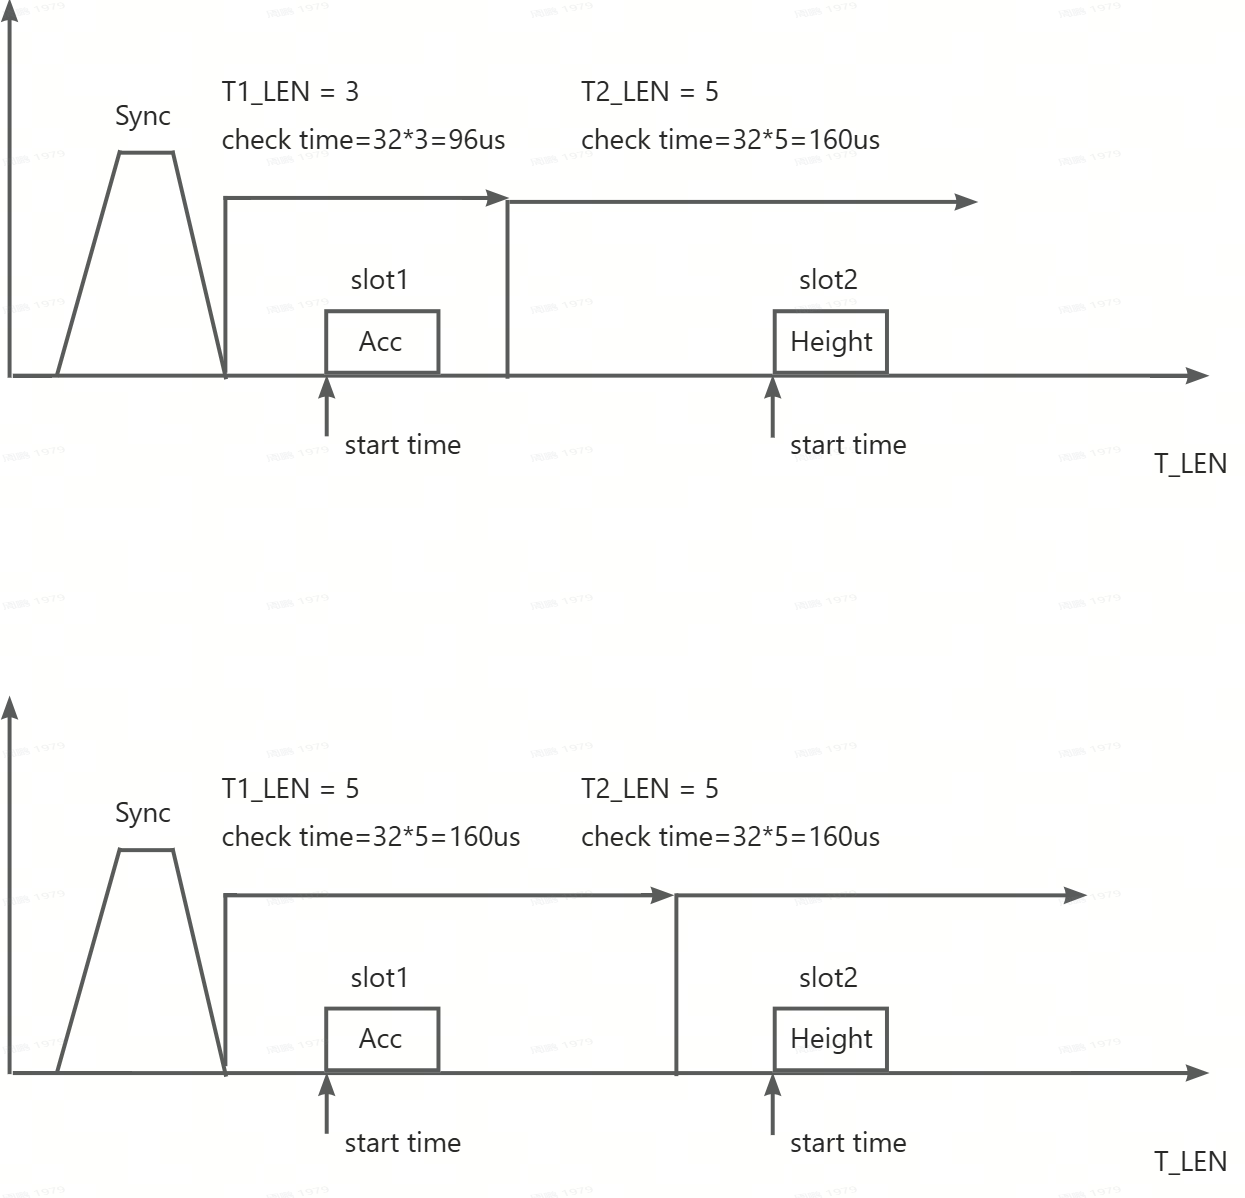 T1_LEN = 3
T2_LEN = 5
Sync
check time=32*3=96us
check time=32*5=160us
slot1
slot2
Acc
Height
start time
start time
T_LEN
T1_LEN = 5
T2_LEN = 5
Sync
check time=32*5=160us
check time=32*5=160us
slot1
slot2
Acc
Height
start time
start time
T_LEN